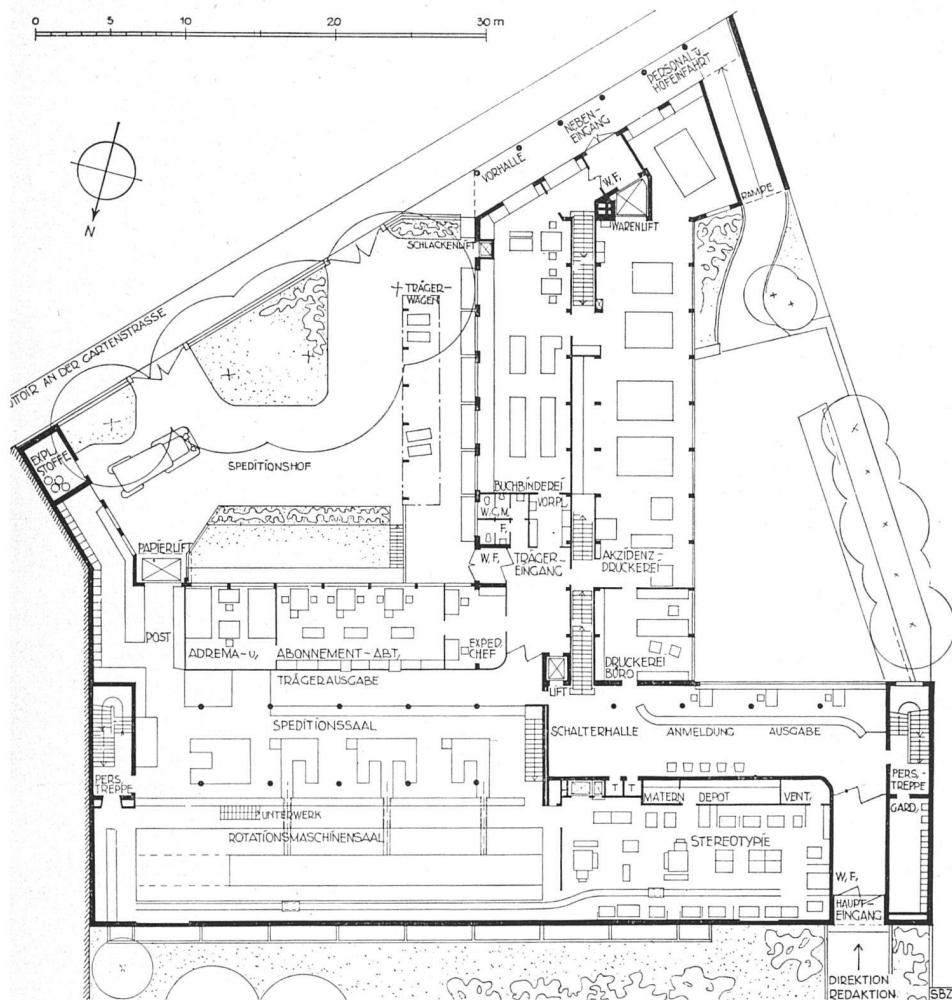 0 5 10 20 30 m
N
PERSONAL U.
HOFEINFAHRT
NEBEN-
EINGANG
VORHALLE
W.F.
RAMPE
WARENLIFT
SCHLACKENLIFT
TRÄGER-
WAGEN
AN DER GARTENSTRASSE
EXPL.
STOFFE
SPEDITIONSHOF
BUCHBINDEREI
W.C.M.
VORPL.
F.
PAPIERLIFT
W.F.
TRÄGER-
EINGANG
AKZIDENZ-
DRUCKEREI
POST
ADREMA-U.
ABONNEMENT-ABT.
EXPED.
CHEF
DRUCKEREI
BÜRO
TRÄGERAUSGABE
LIFT
SPEDITIONSSAAL
SCHALTERHALLE
ANMELDUNG
AUSGABE
PERS.
TREPPE
PERS.-
TREPPE
T T
MATERN
DEPOT
VENT.
GARD.
UNTERWERK
ROTATIONSMASCHINENSAAL
STEREOTYPIE
W.F.
HAUPT-
EINGANG
DIREKTION
REDAKTION
SBZ